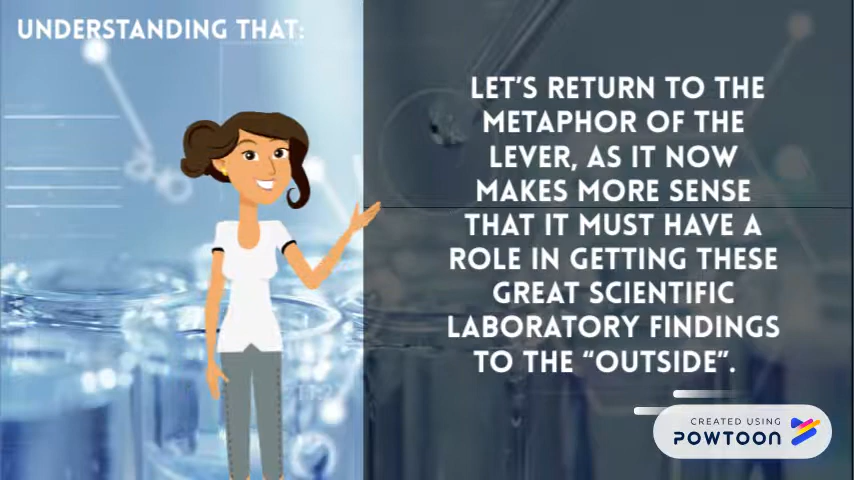 UNDERSTANDING THAT:
LET'S RETURN TO THE
METAPHOR OF THE
LEVER, AS IT NOW
MAKES MORE SENSE
THAT IT MUST HAVE A
ROLE IN GETTING THESE
GREAT SCIENTIFIC
LABORATORY FINDINGS
TO THE “OUTSIDE”.
CREATED USING
POWTOON